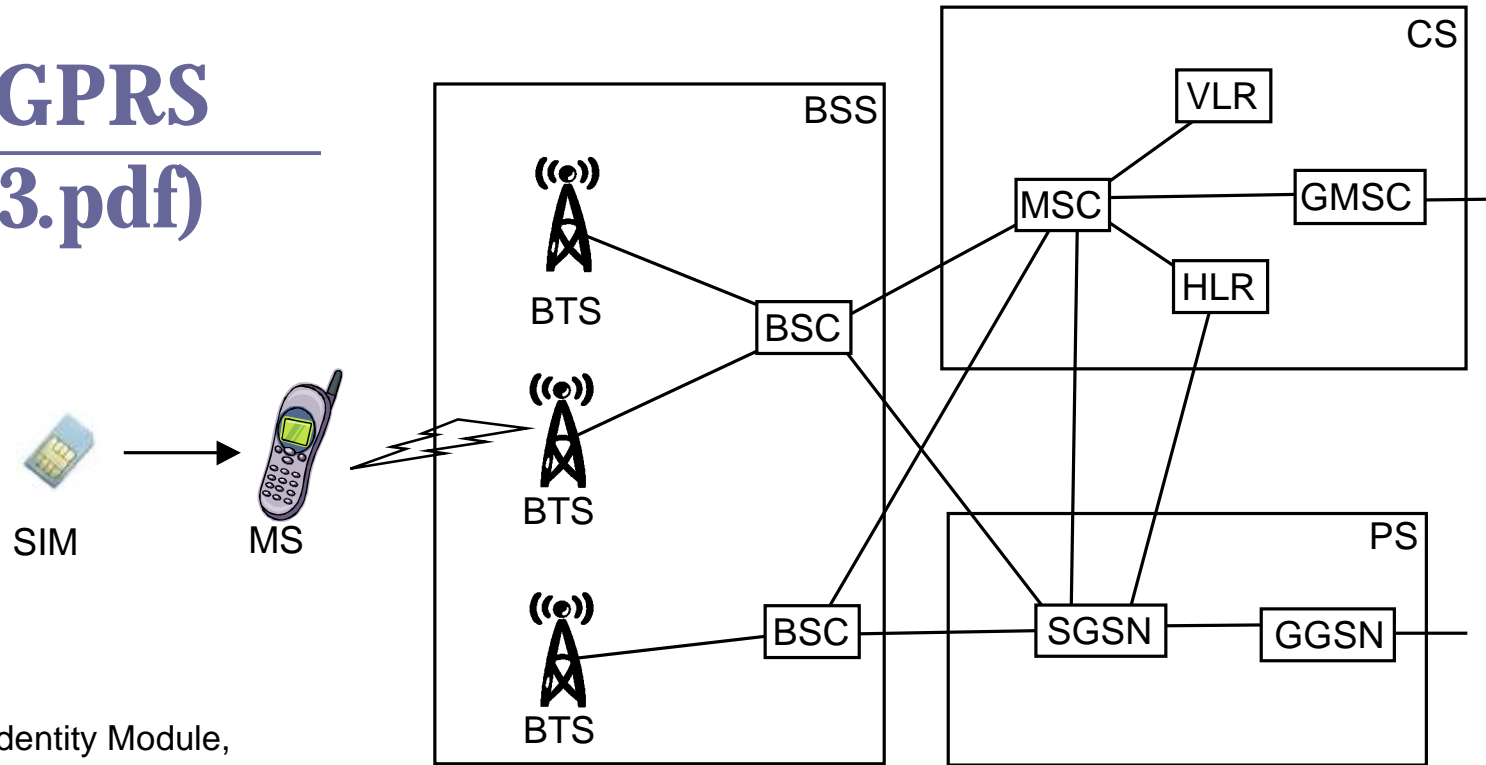 GPRS
3.pdf)
BSS
CS
VLR
MSC
GMSC
HLR
BTS
BSC
BTS
SIM
MS
PS
BSC
SGSN
GGSN
BTS
dentity Module,